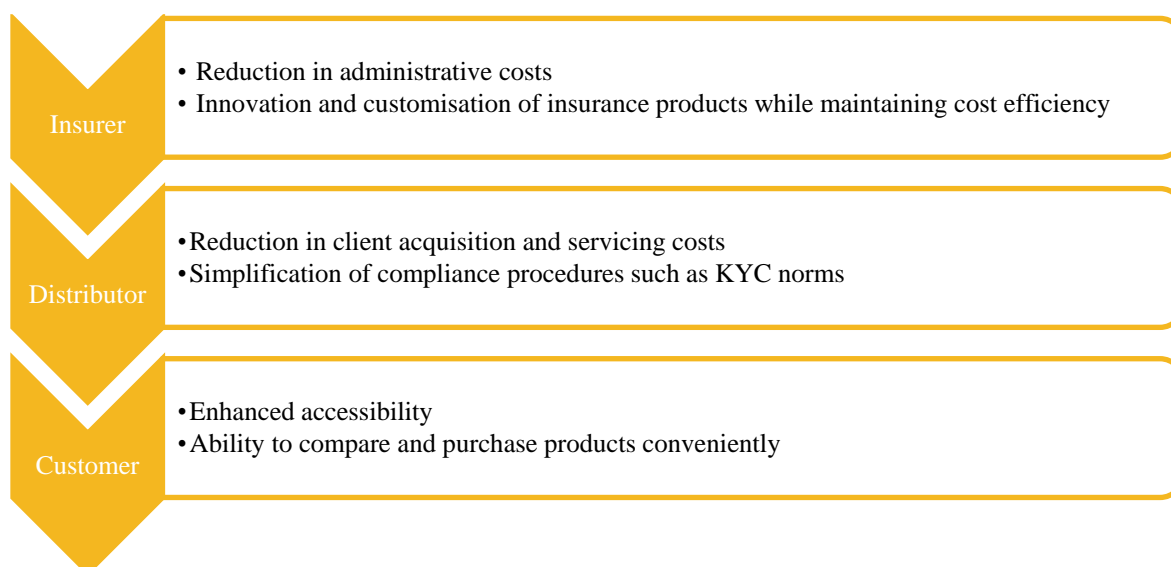 Insurer
• Reduction in administrative costs
• Innovation and customisation of insurance products while maintaining cost efficiency
Distributor
•Reduction in client acquisition and servicing costs
•Simplification of compliance procedures such as KYC norms
Customer
•Enhanced accessibility
•Ability to compare and purchase products conveniently